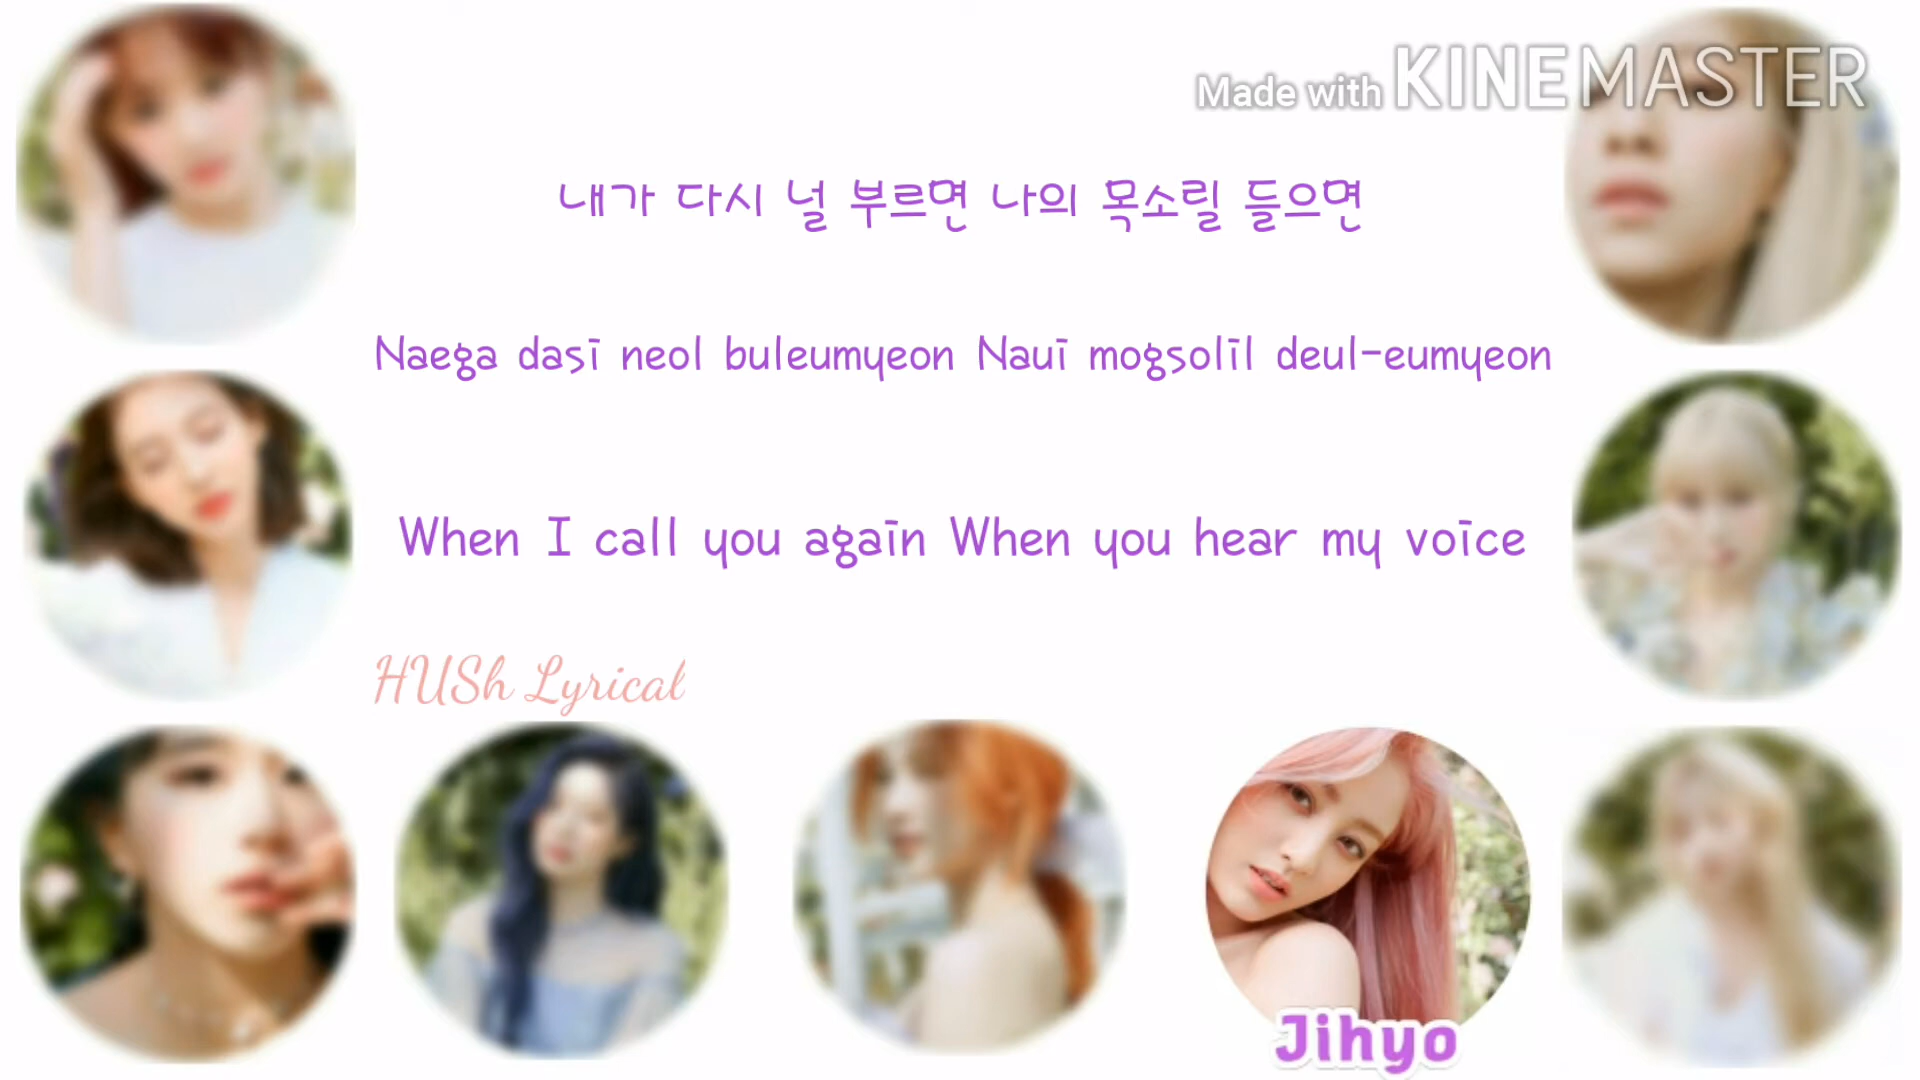 Made with KINEMASTER
내가 다시 널 부르면 나의 목소릴 들으면
Naega dasi neol buleumyeon Naui mogsolil deul-eumyeon
When I call you again When you hear my voice
HUSh Lyrical
Jihyo